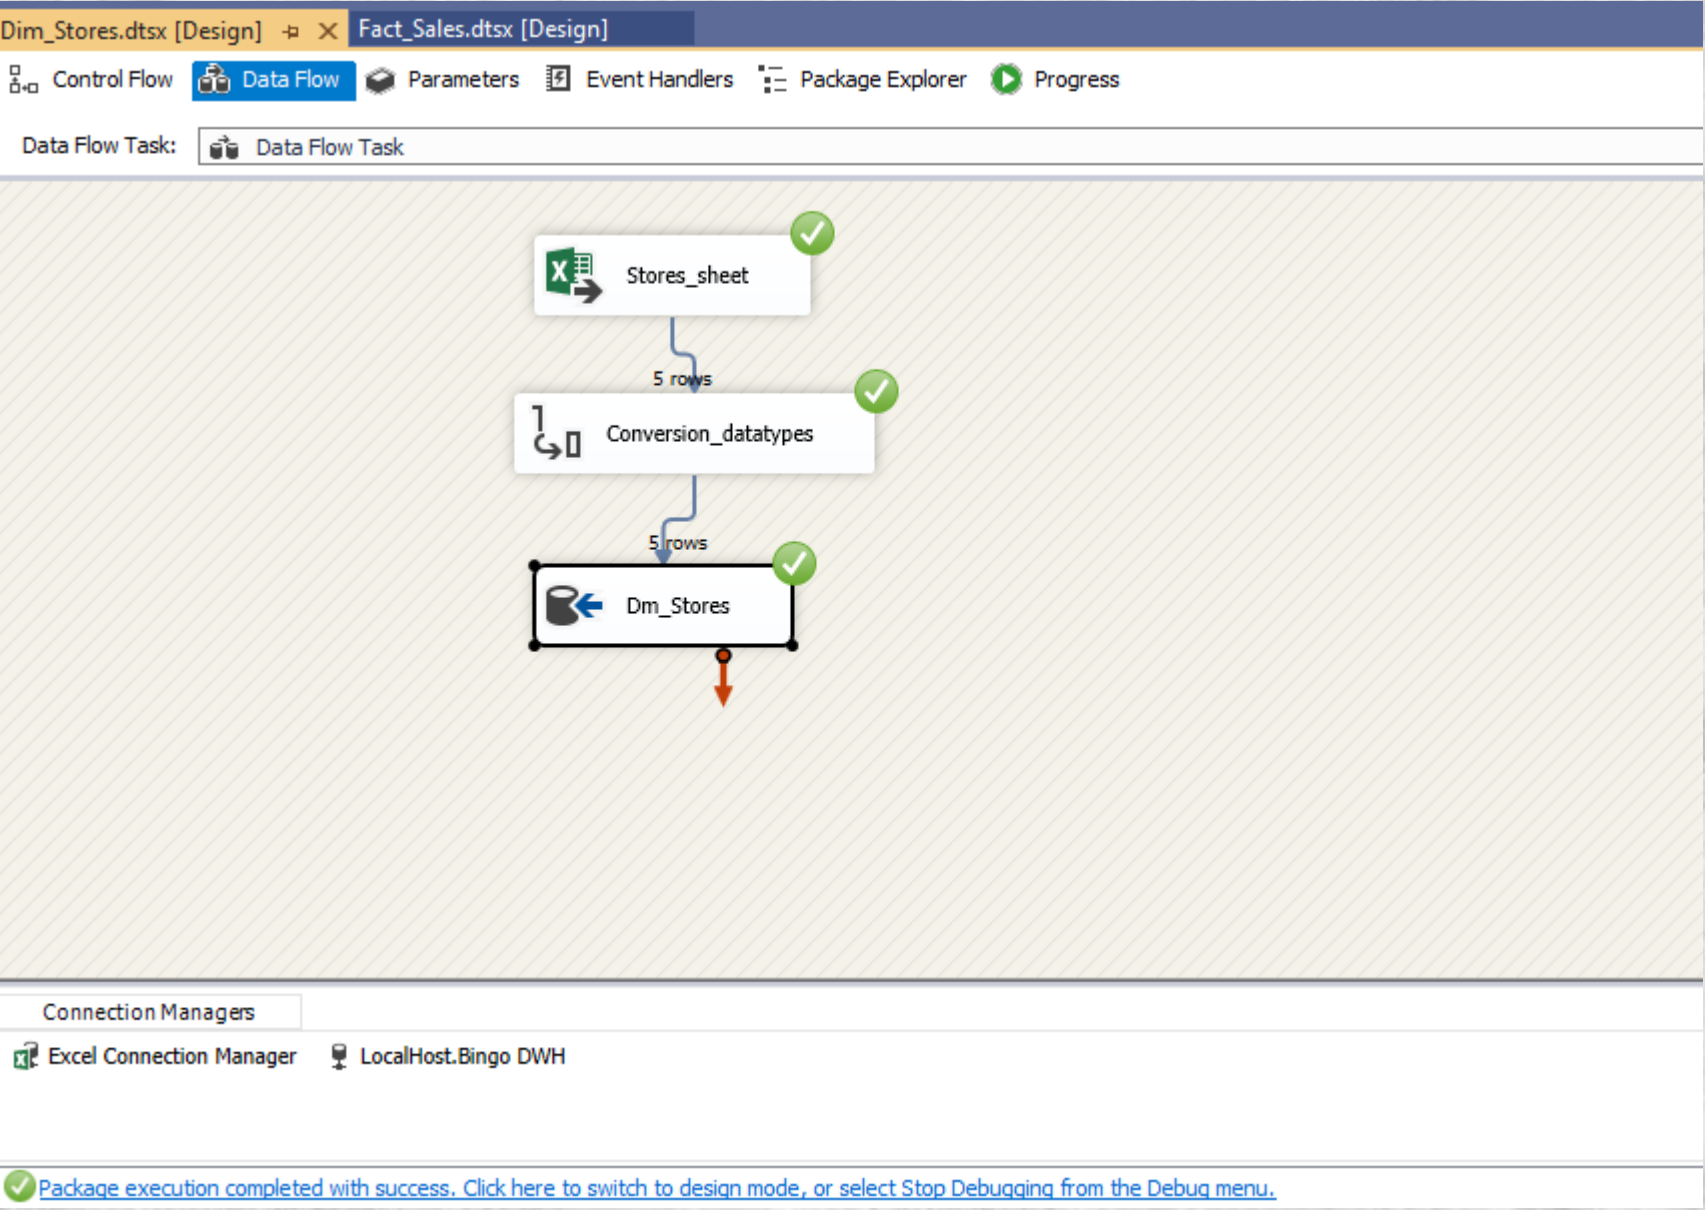 Dim_Stores.dtsx [Design] Fact_Sales.dtsx [Design]
Control Flow Data Flow Parameters Event Handlers Package Explorer Progress
Data Flow Task: Data Flow Task
Stores_sheet
5 rows
Conversion_datatypes
5 rows
Dm_Stores
Connection Managers
Excel Connection Manager LocalHost.Bingo DWH
Package execution completed with success. Click here to switch to design mode, or select Stop Debugging from the Debug menu.